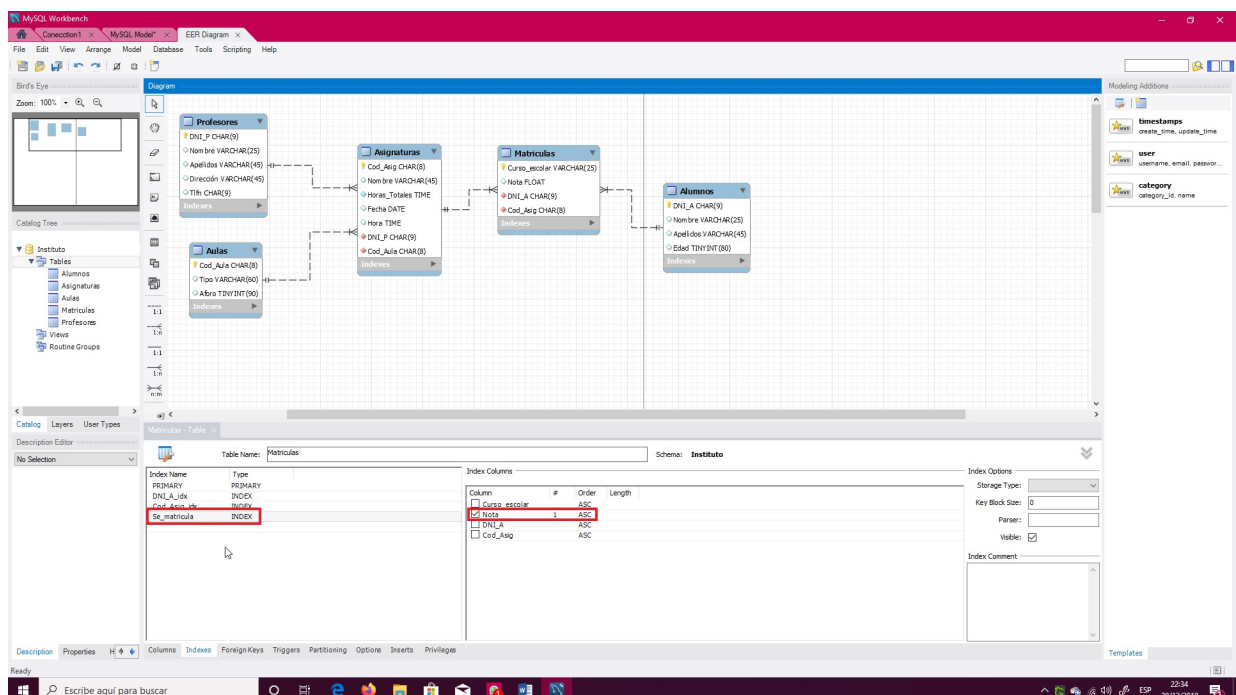 MySQL Workbench
Conecction1 × MySQL Model* × EER Diagram ×
File Edit View Arrange Model Database Tools Scripting Help
Bird's Eye
Zoom: 100%
Diagram
Modeling Additions
timestamps
create_time, update_time
user
username, email, passwor...
category
category_id, name
Profesores
DNI_P CHAR(9)
Nombre VARCHAR(25)
Apellidos VARCHAR(45)
Dirección VARCHAR(45)
Tlfn CHAR(9)
Indexes
Aulas
Cod_Aula CHAR(8)
Tipo VARCHAR(60)
Aforo TINYINT(90)
Indexes
Asignaturas
Cod_Asig CHAR(8)
Nombre VARCHAR(45)
Horas_Totales TIME
Fecha DATE
Hora TIME
DNI_P CHAR(9)
Cod_Aula CHAR(8)
Indexes
Matriculas
Curso_escolar VARCHAR(25)
Nota FLOAT
DNI_A CHAR(9)
Cod_Asig CHAR(8)
Indexes
Alumnos
DNI_A CHAR(9)
Nombre VARCHAR(25)
Apellidos VARCHAR(45)
Edad TINYINT(80)
Indexes
Catalog Tree
Instituto
Tables
Alumnos
Asignaturas
Aulas
Matriculas
Profesores
Views
Routine Groups
1:1
1:n
1:1
1:n
n:m
Catalog Layers User Types
Description Editor
No Selection
Matriculas - Table ×
Table Name: Matriculas
Schema: Instituto
Index Name Type
PRIMARY PRIMARY
DNI_A_idx INDEX
Cod_Asig_idx INDEX
Se_matricula INDEX
Index Columns
Column # Order Length
Curso_escolar ASC
Nota 1 ASC
DNI_A ASC
Cod_Asig ASC
Index Options
Storage Type:
Key Block Size: 0
Parser:
Visible:
Index Comment
Description Properties H
Columns Indexes Foreign Keys Triggers Partitioning Options Inserts Privileges
Templates
Ready
Escribe aquí para buscar
ESP
22:34
20/12/2019